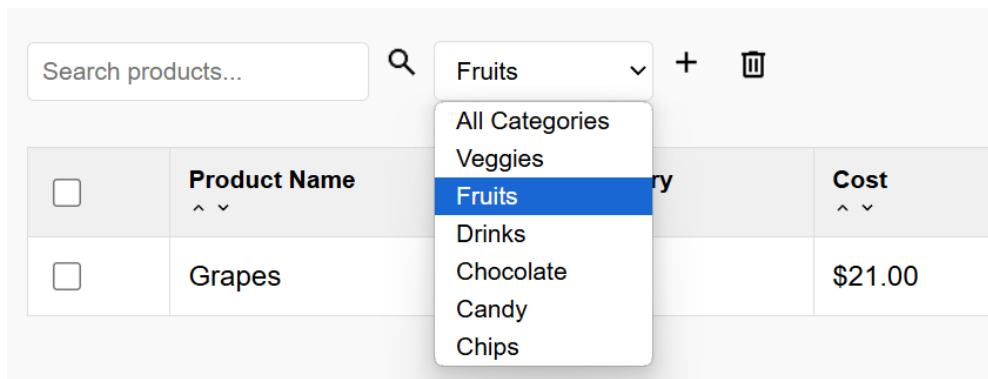 Search products...
Fruits
All Categories
Veggies
Fruits
Drinks
Chocolate
Candy
Chips
Product Name
ry
Cost
Grapes
$21.00